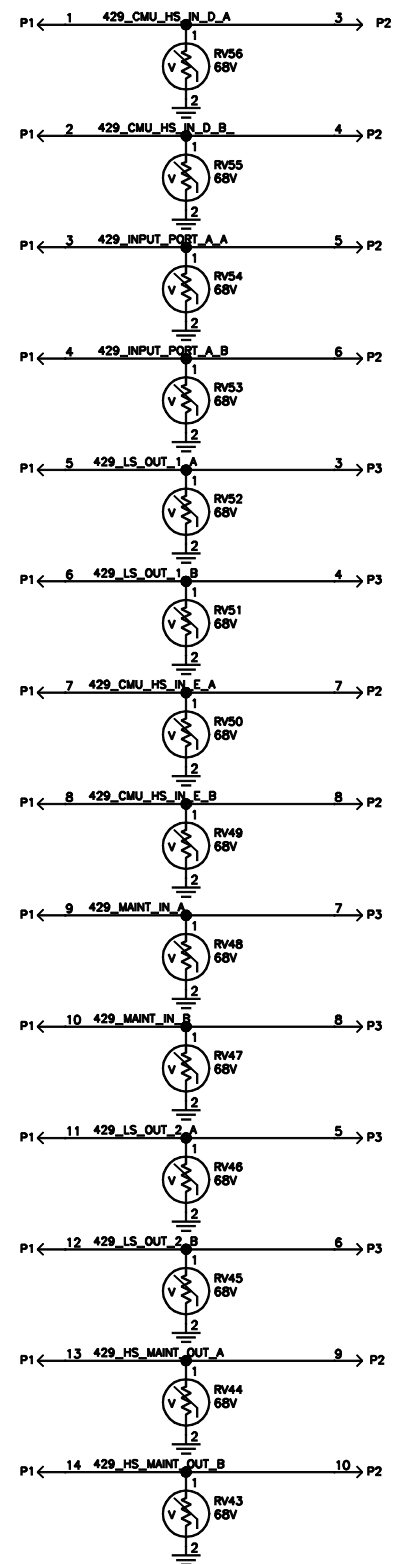 P1 1 429_CMU_HS_IN_D_A 3 P2
1
RV56
V 68V
2
P1 2 429_CMU_HS_IN_D_B_ 4 P2
1
RV55
V 68V
2
P1 3 429_INPUT_PORT_A_A 5 P2
1
RV54
V 68V
2
P1 4 429_INPUT_PORT_A_B 6 P2
1
RV53
V 68V
2
P1 5 429_LS_OUT_1_A 3 P3
1
RV52
V 68V
2
P1 6 429_LS_OUT_1_B 4 P3
1
RV51
V 68V
2
P1 7 429_CMU_HS_IN_E_A 7 P2
1
RV50
V 68V
2
P1 8 429_CMU_HS_IN_E_B 8 P2
1
RV49
V 68V
2
P1 9 429_MAINT_IN_A 7 P3
1
RV48
V 68V
2
P1 10 429_MAINT_IN_B 8 P3
1
RV47
V 68V
2
P1 11 429_LS_OUT_2_A 5 P3
1
RV46
V 68V
2
P1 12 429_LS_OUT_2_B 6 P3
1
RV45
V 68V
2
P1 13 429_HS_MAINT_OUT_A 9 P2
1
RV44
V 68V
2
P1 14 429_HS_MAINT_OUT_B 10 P2
1
RV43
V 68V
2